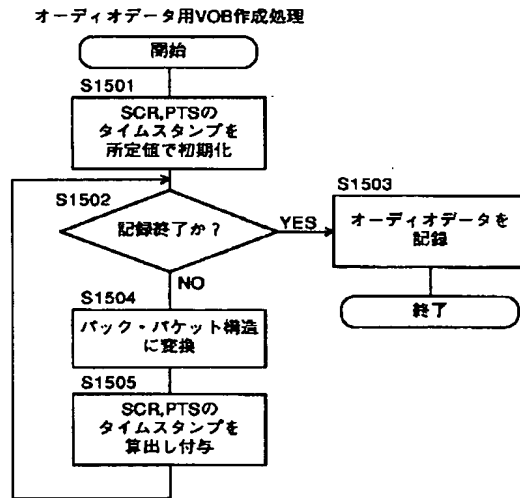 オーディオデータ用VOB作成処理
開始
S1501
SCR,PTSの
タイムスタンプを
所定値で初期化
S1502
記録終了か?
YES
S1503
オーディオデータを
記録
終了
NO
S1504
パック・パケット構造
に変換
S1505
SCR,PTSの
タイムスタンプを
算出し付与